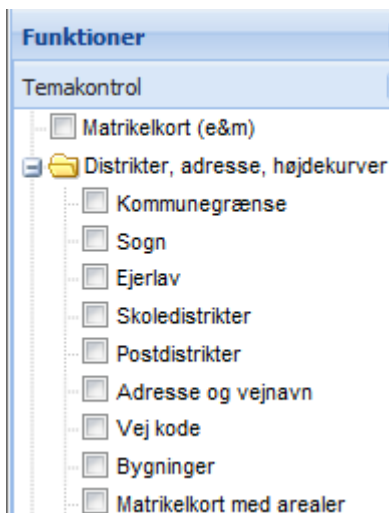 Funktioner
Temakontrol
Matrikelkort (e&m)
Distrikter, adresse, højdekurver
Kommunegrænse
Sogn
Ejerlav
Skoledistrikter
Postdistrikter
Adresse og vejnavn
Vej kode
Bygninger
Matrikelkort med arealer